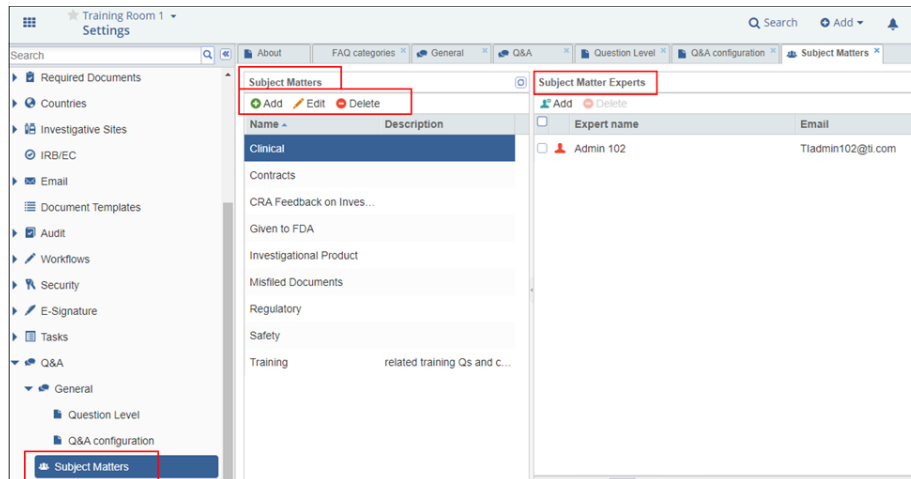 Training Room 1
Settings
Search
Add
Search
About
FAQ categories
General
Q&A
Question Level
Q&A configuration
Subject Matters
Required Documents
Countries
Investigative Sites
IRB/EC
Email
Document Templates
Audit
Workflows
Security
E-Signature
Tasks
Q&A
General
Question Level
Q&A configuration
Subject Matters
Subject Matters
Add Edit Delete
Name Description
Clinical
Contracts
CRA Feedback on Inves...
Given to FDA
Investigational Product
Misfiled Documents
Regulatory
Safety
Training related training Qs and c...
Subject Matter Experts
Add Delete
Expert name Email
Admin 102 TIadmin102@ti.com